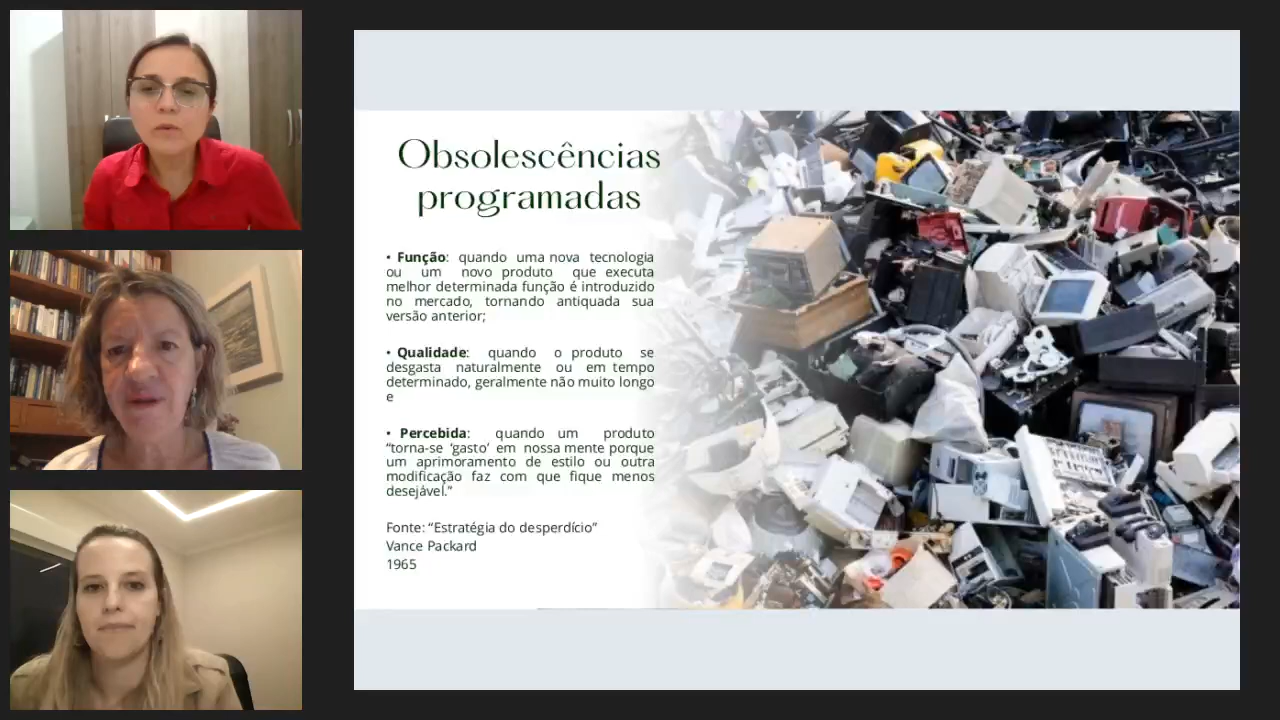 Obsolescências
programadas
• Função: quando uma nova tecnologia
ou um novo produto que executa
melhor determinada função é introduzido
no mercado, tornando antiquada sua
versão anterior;
• Qualidade: quando o produto se
desgasta naturalmente ou em tempo
determinado, geralmente não muito longo
e
• Percebida: quando um produto
“torna-se ‘gasto’ em nossa mente porque
um aprimoramento de estilo ou outra
modificação faz com que fique menos
desejável.”
Fonte: “Estratégia do desperdício”
Vance Packard
1965